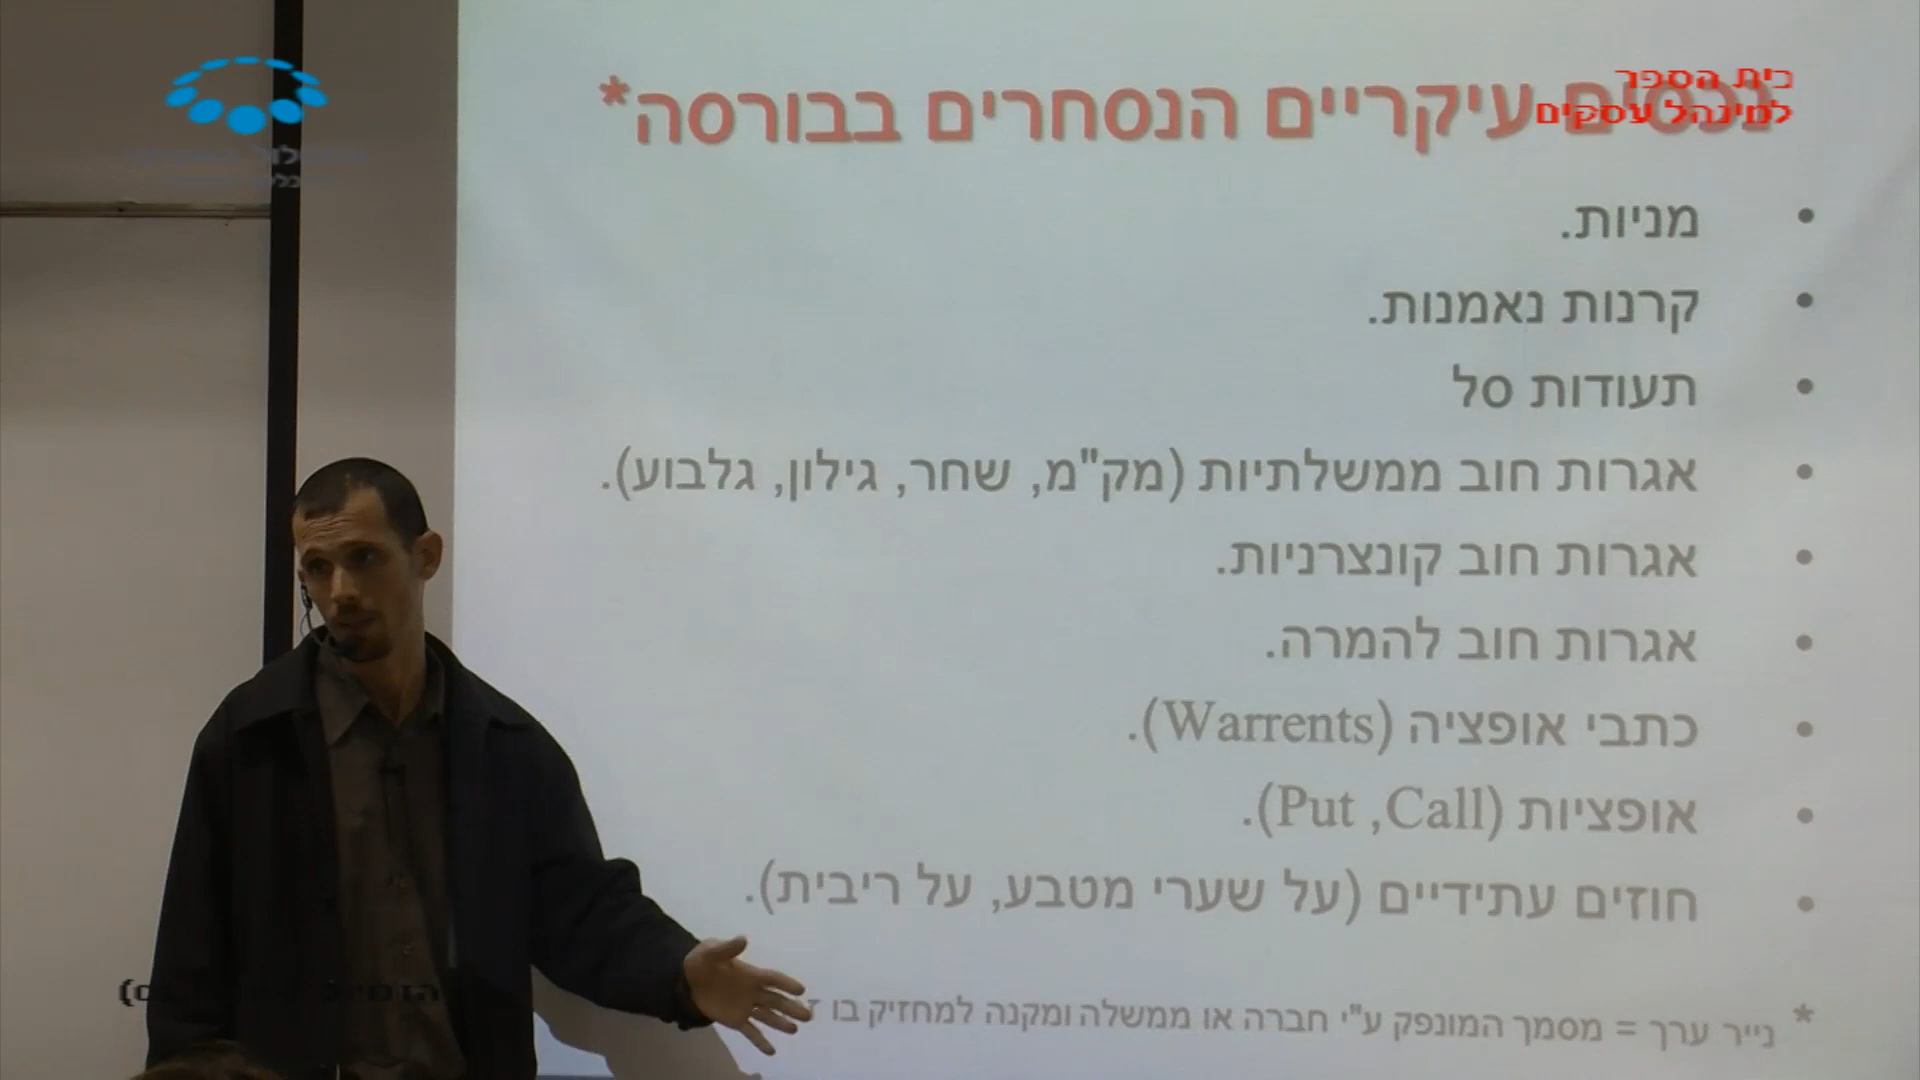 בית הספר
למינהל עסקים
נכסים עיקריים הנסחרים בבורסה*
• מניות.
• קרנות נאמנות.
• תעודות סל
• אגרות חוב ממשלתיות (מק"מ, שחר, גילון, גלבוע).
• אגרות חוב קונצרניות.
• אגרות חוב להמרה.
• כתבי אופציה (Warrents).
• אופציות (Put ,Call).
• חוזים עתידיים (על שערי מטבע, על ריבית).
* נייר ערך = מסמך המונפק ע"י חברה או ממשלה ומקנה למחזיק בו